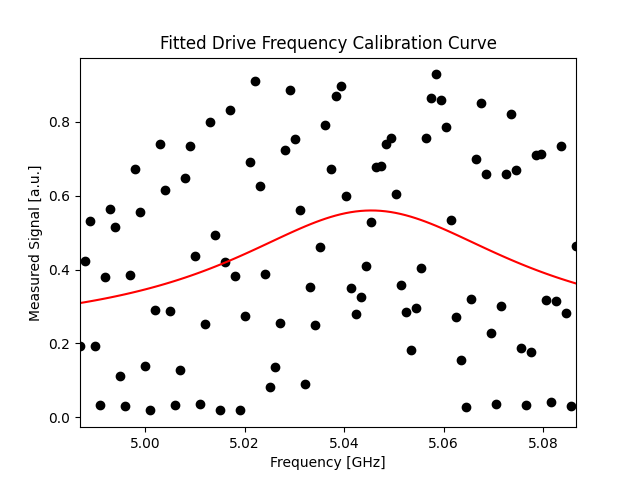 Fitted Drive Frequency Calibration Curve
Measured Signal [a.u.]
0.8
0.6
0.4
0.2
0.0
5.00 5.02 5.04 5.06 5.08
Frequency [GHz]